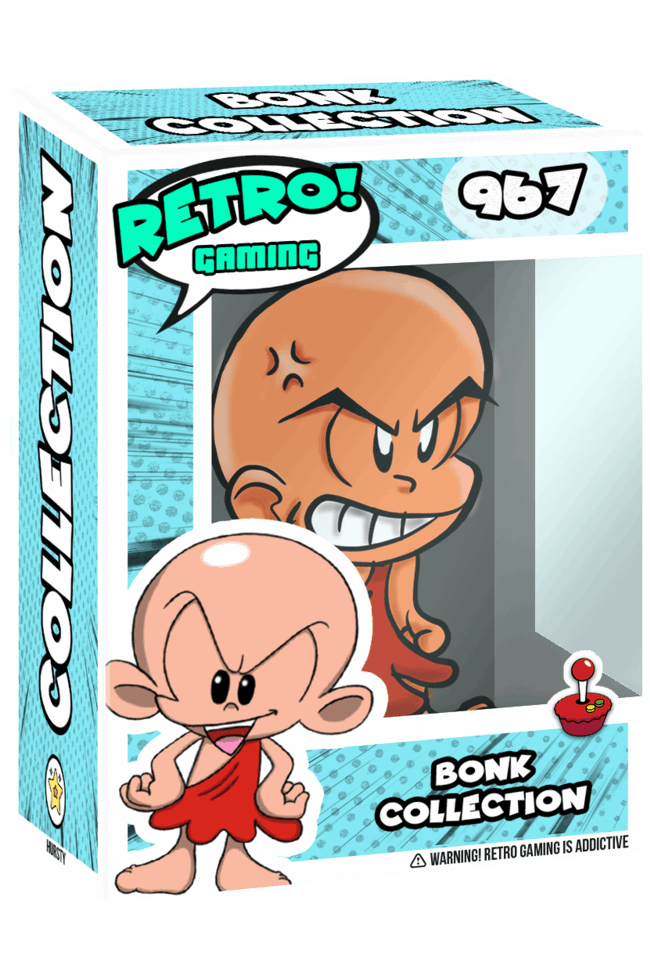 BONK
COLLECTION
COLLECTION
RETRO!
GAMING
967
BONK
COLLECTION
WARNING! RETRO GAMING IS ADDICTIVE
HURSTY